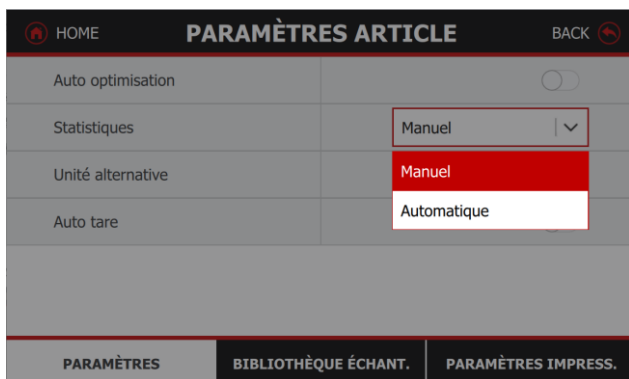 HOME PARAMÈTRES ARTICLE BACK
Auto optimisation
Statistiques Manuel
Unité alternative Manuel
Auto tare Automatique
PARAMÈTRES BIBLIOTHÈQUE ÉCHANT. PARAMÈTRES IMPRESS.